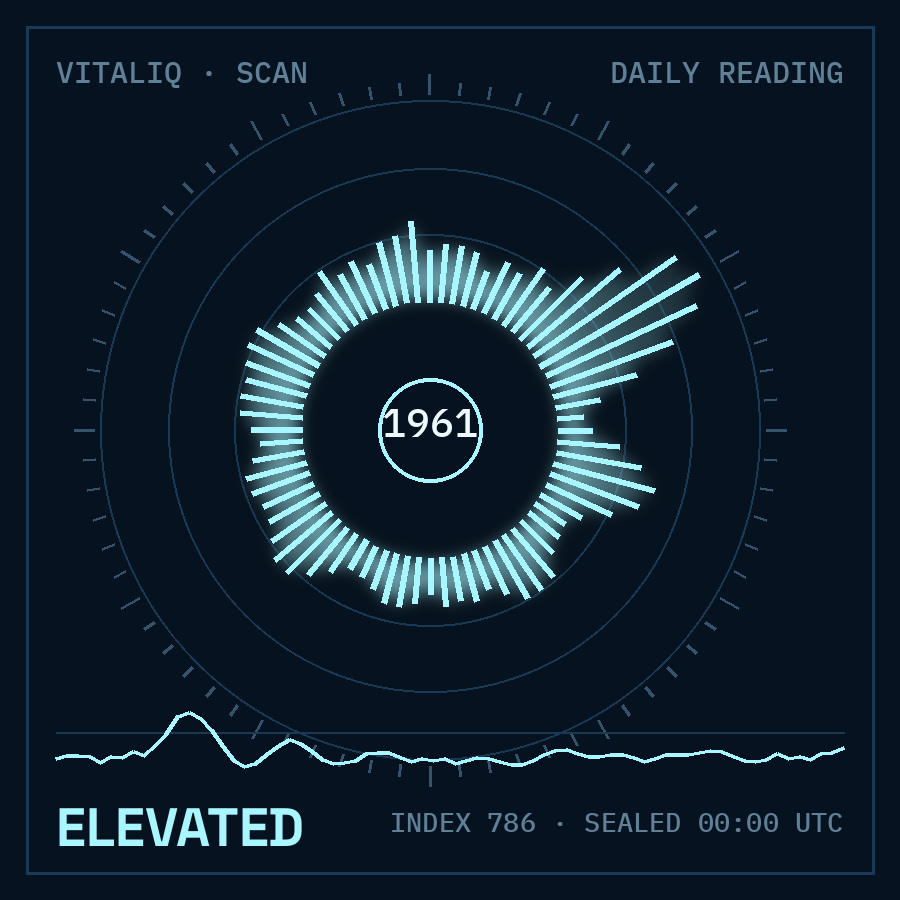 VITALIQ · SCAN
DAILY READING
1961
ELEVATED
INDEX 786 · SEALED 00:00 UTC